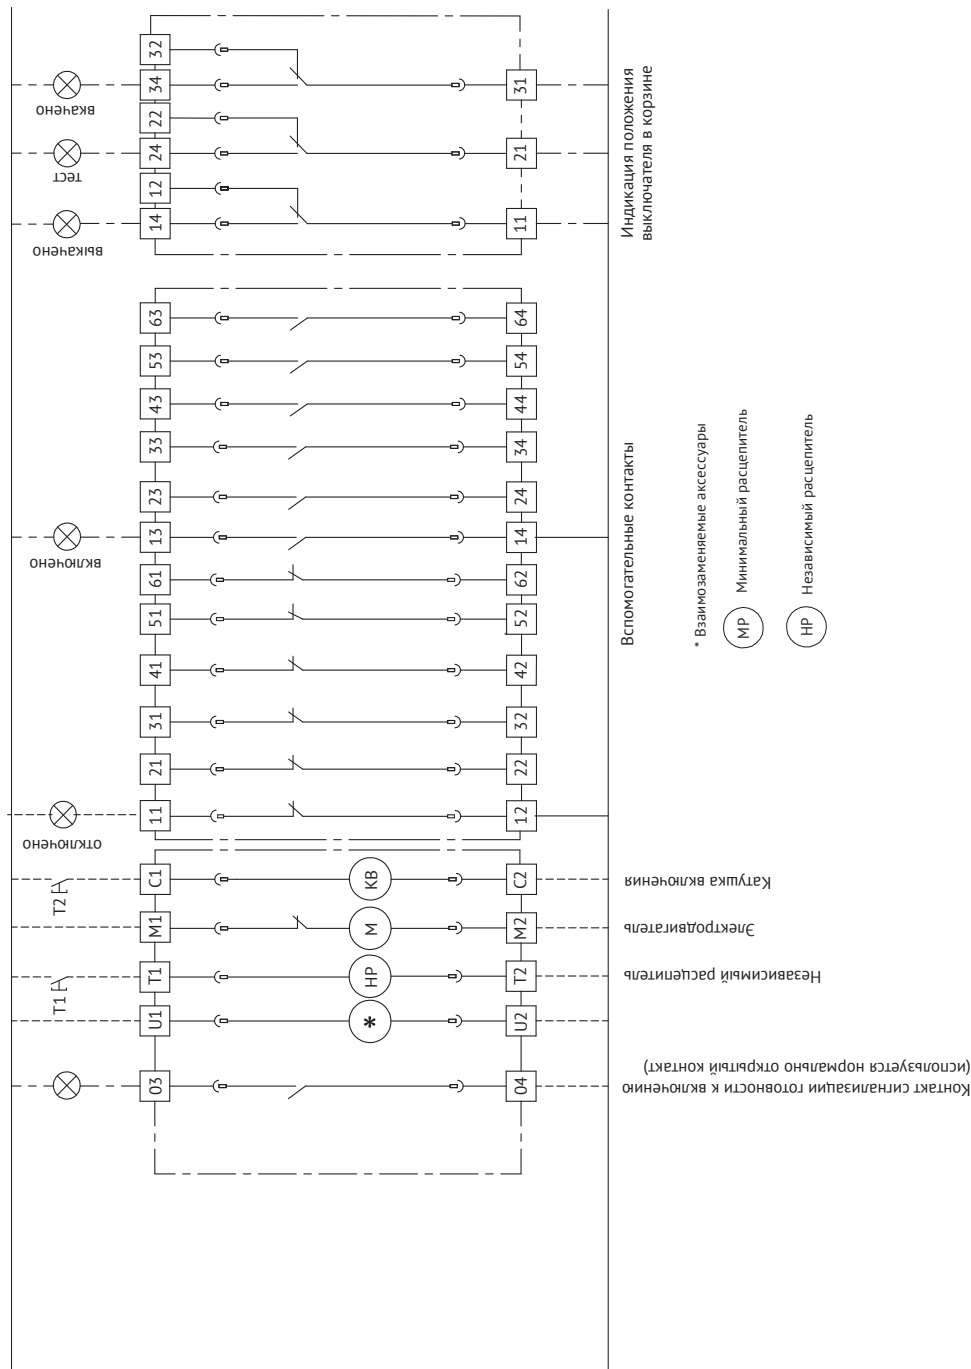 32
34
22
24
12
14
31
21
11
вкачено
тест
выкачено
Индикация положения
выключателя в корзине
63
53
43
33
23
13
61
51
41
31
21
11
64
54
44
34
24
14
62
52
42
32
22
12
включено
отключено
Вспомогательные контакты
* Взаимозаменяемые аксессуары
МР
Минимальный расцепитель
НР
Независимый расцепитель
T2
C1
КВ
C2
Катушка включения
M1
M
M2
Электродвигатель
T1
T1
НР
T2
Независимый расцепитель
U1
*
U2
03
04
Контакт сигнализации готовности к включению
(используется нормально открытый контакт)